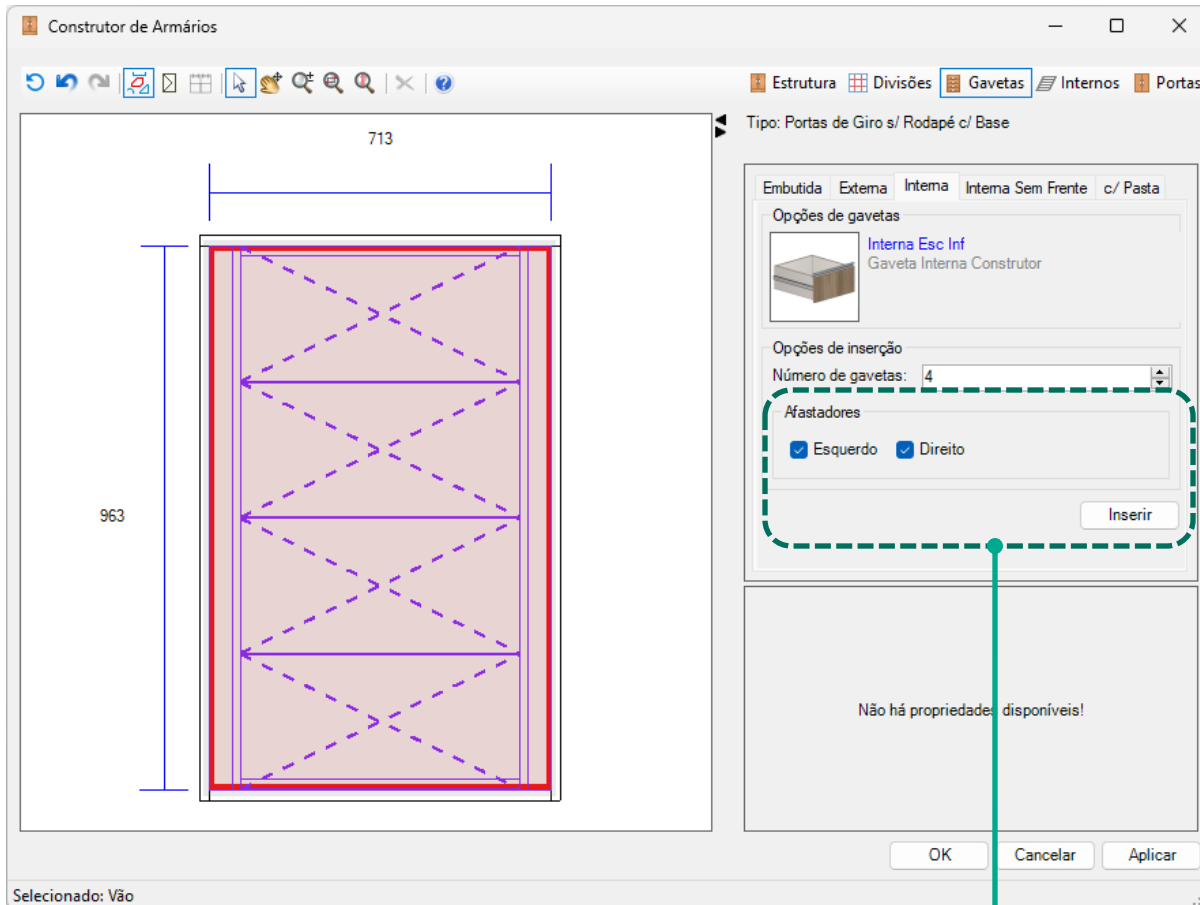 Construtor de Armários
Estrutura Divisões Gavetas Internos Portas
Tipo: Portas de Giro s/ Rodapé c/ Base
713
Embutida Externa Interna Interna Sem Frente c/ Pasta
Opções de gavetas
Interna Esc Inf
Gaveta Interna Construtor
Opções de inserção
Número de gavetas: 4
Afastadores
Esquerdo Direito
963
Inserir
Não há propriedades disponíveis!
OK Cancelar Aplicar
Selecionado: Vão